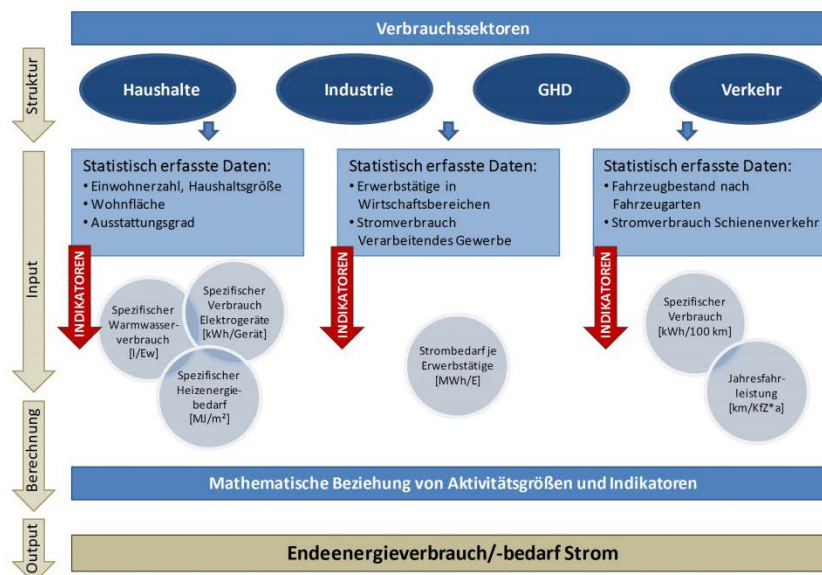 Verbrauchssektoren
Struktur
Haushalte
Industrie
GHD
Verkehr
Input
Statistisch erfasste Daten:
• Einwohnerzahl, Haushaltsgröße
• Wohnfläche
• Ausstattungsgrad
Statistisch erfasste Daten:
• Erwerbstätige in
Wirtschaftsbereichen
• Stromverbrauch
Verarbeitendes Gewerbe
Statistisch erfasste Daten:
• Fahrzeugbestand nach
Fahrzeugarten
• Stromverbrauch Schienenverkehr
INDIKATOREN
Spezifischer
Warmwasser-
verbrauch
[l/Ew]
Spezifischer
Verbrauch
Elektrogeräte
[kWh/Gerät]
Spezifischer
Heizenergie-
bedarf
[MJ/m²]
INDIKATOREN
Strombedarf je
Erwerbstätige
[MWh/E]
INDIKATOREN
Spezifischer
Verbrauch
[kWh/100 km]
Jahresfahr-
leistung
[km/KfZ*a]
Berechnung
Mathematische Beziehung von Aktivitätsgrößen und Indikatoren
Output
Endeenergieverbrauch/-bedarf Strom